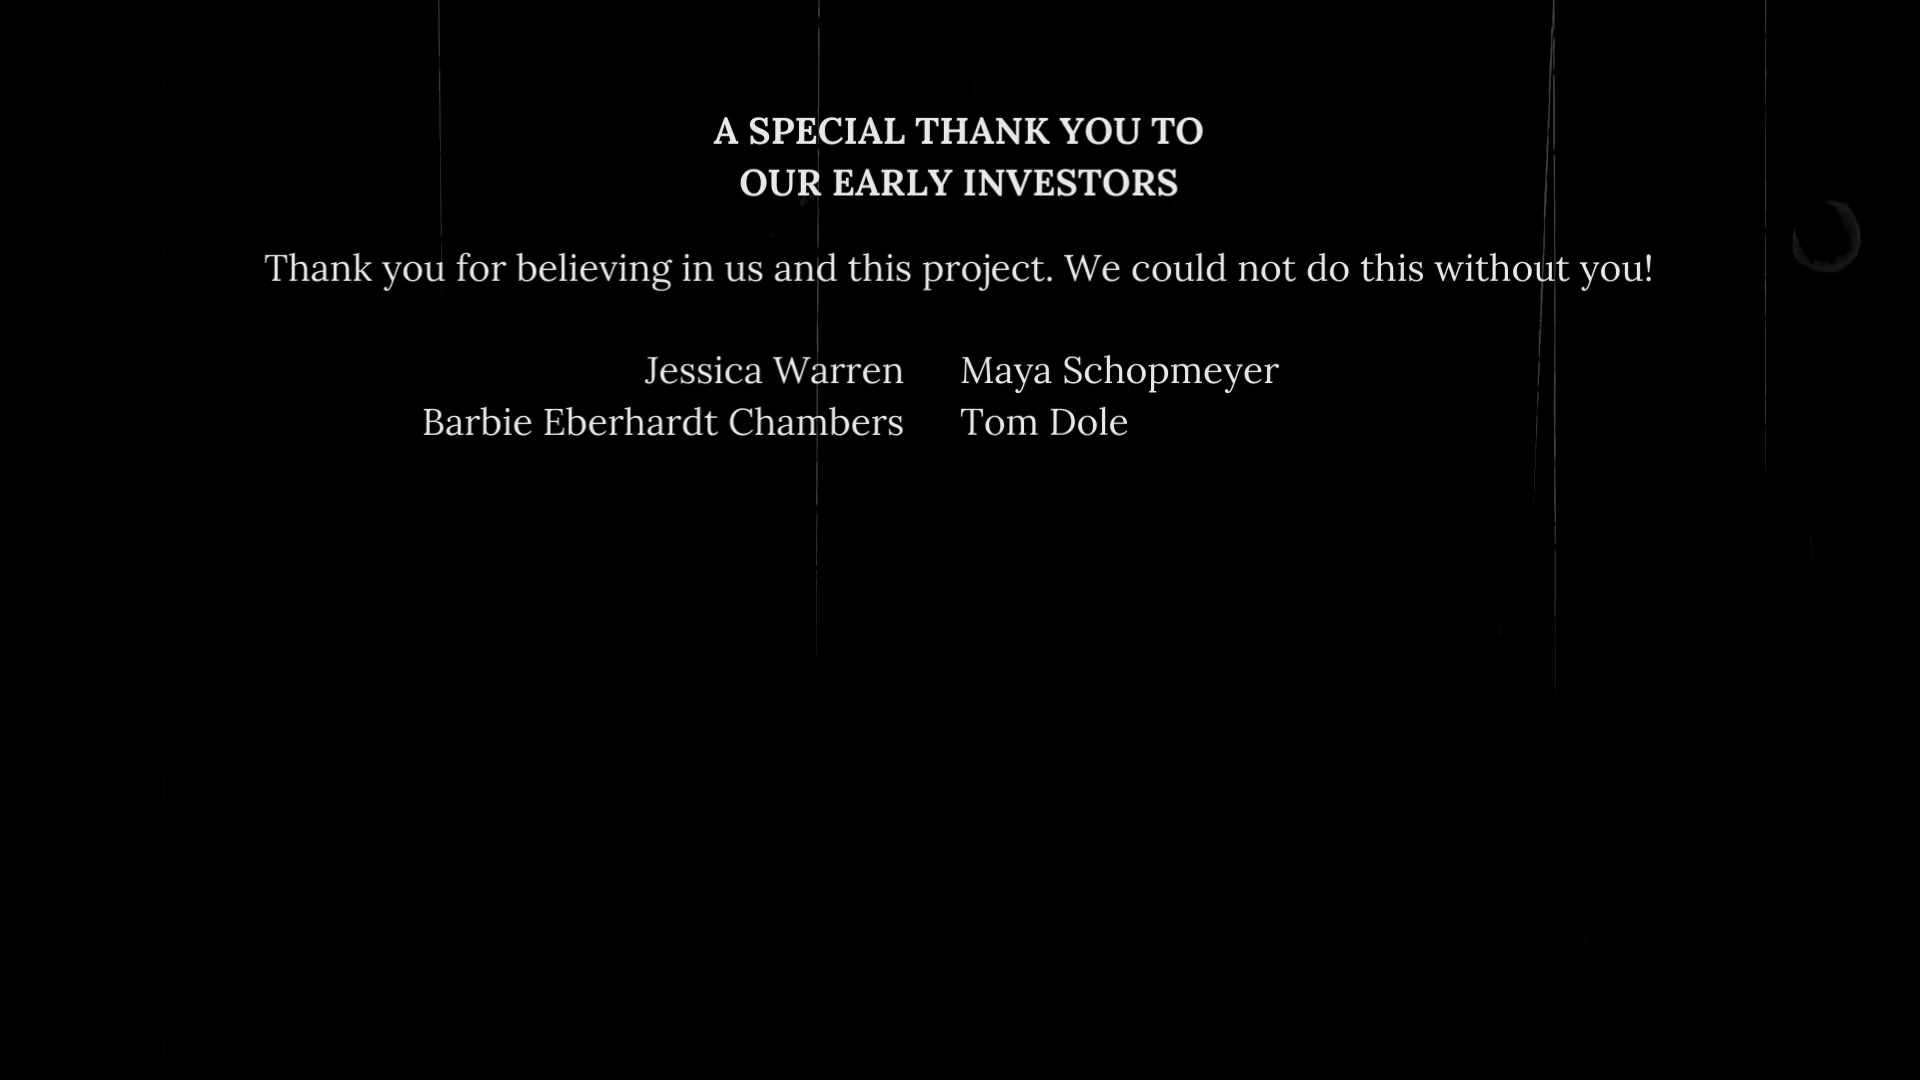 A SPECIAL THANK YOU TO
OUR EARLY INVESTORS
Thank you for believing in us and this project. We could not do this without you!
Jessica Warren Maya Schopmeyer
Barbie Eberhardt Chambers Tom Dole